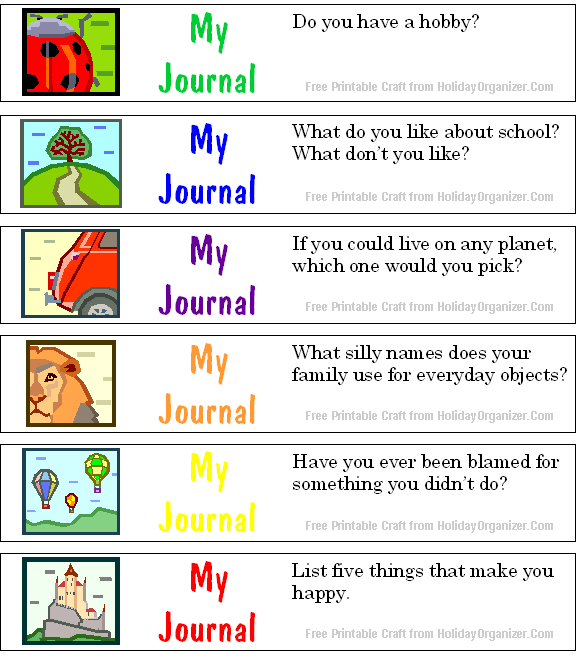 My
Journal
Do you have a hobby?
Free Printable Craft from HolidayOrganizer.Com
My
Journal
What do you like about school?
What don't you like?
Free Printable Craft from HolidayOrganizer.Com
My
Journal
If you could live on any planet,
which one would you pick?
Free Printable Craft from HolidayOrganizer.Com
My
Journal
What silly names does your
family use for everyday objects?
Free Printable Craft from HolidayOrganizer.Com
My
Journal
Have you ever been blamed for
something you didn't do?
Free Printable Craft from HolidayOrganizer.Com
My
Journal
List five things that make you
happy.
Free Printable Craft from HolidayOrganizer.Com